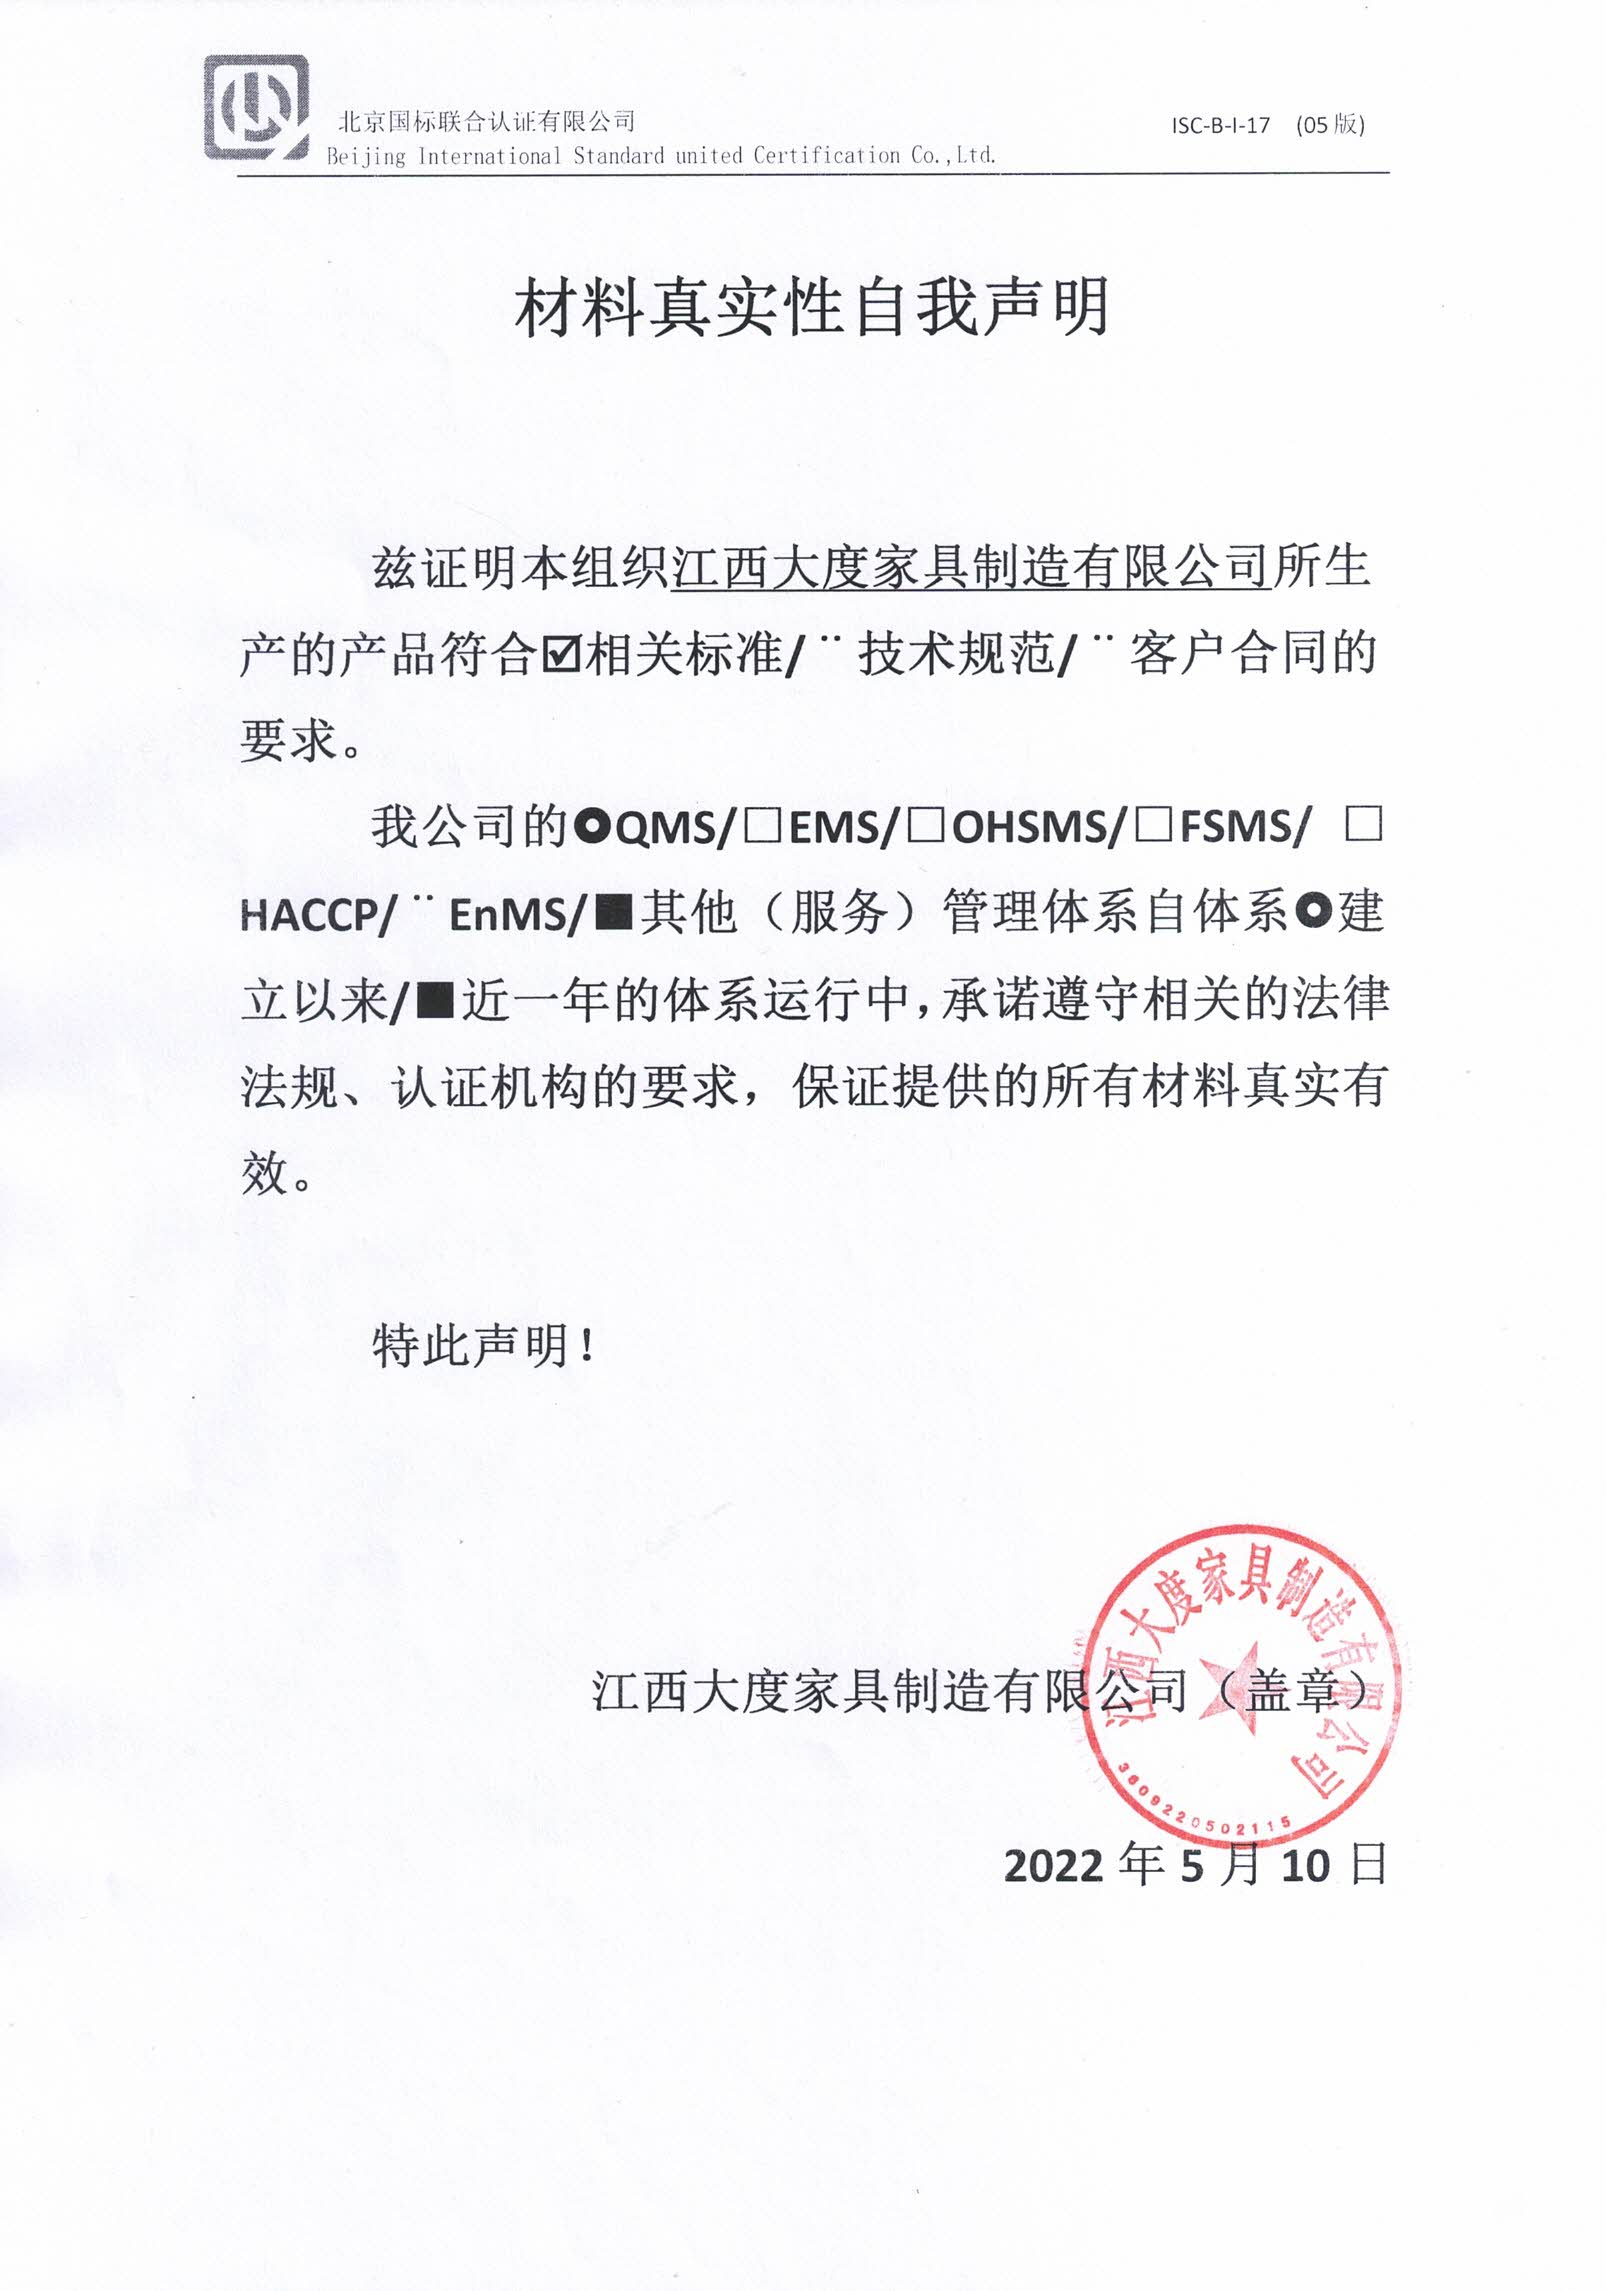 北京国标联合认证有限公司
ISC-B-I-17 (05版)
Beijing International Standard united Certification Co.,Ltd.
材料真实性自我声明
兹证明本组织江西大度家具制造有限公司所生
产的产品符合☑相关标准/¨技术规范/¨客户合同的
要求。
我公司的⭘QMS/□EMS/□OHSMS/□FSMS/ □
HACCP/¨EnMS/■其他（服务）管理体系自体系⭘建
立以来/■近一年的体系运行中,承诺遵守相关的法律
法规、认证机构的要求，保证提供的所有材料真实有
效。
特此声明！
江西大度家具制造有限公司（盖章）
江西大度家具制造有限公司
3609220502115
2022 年 5 月 10 日